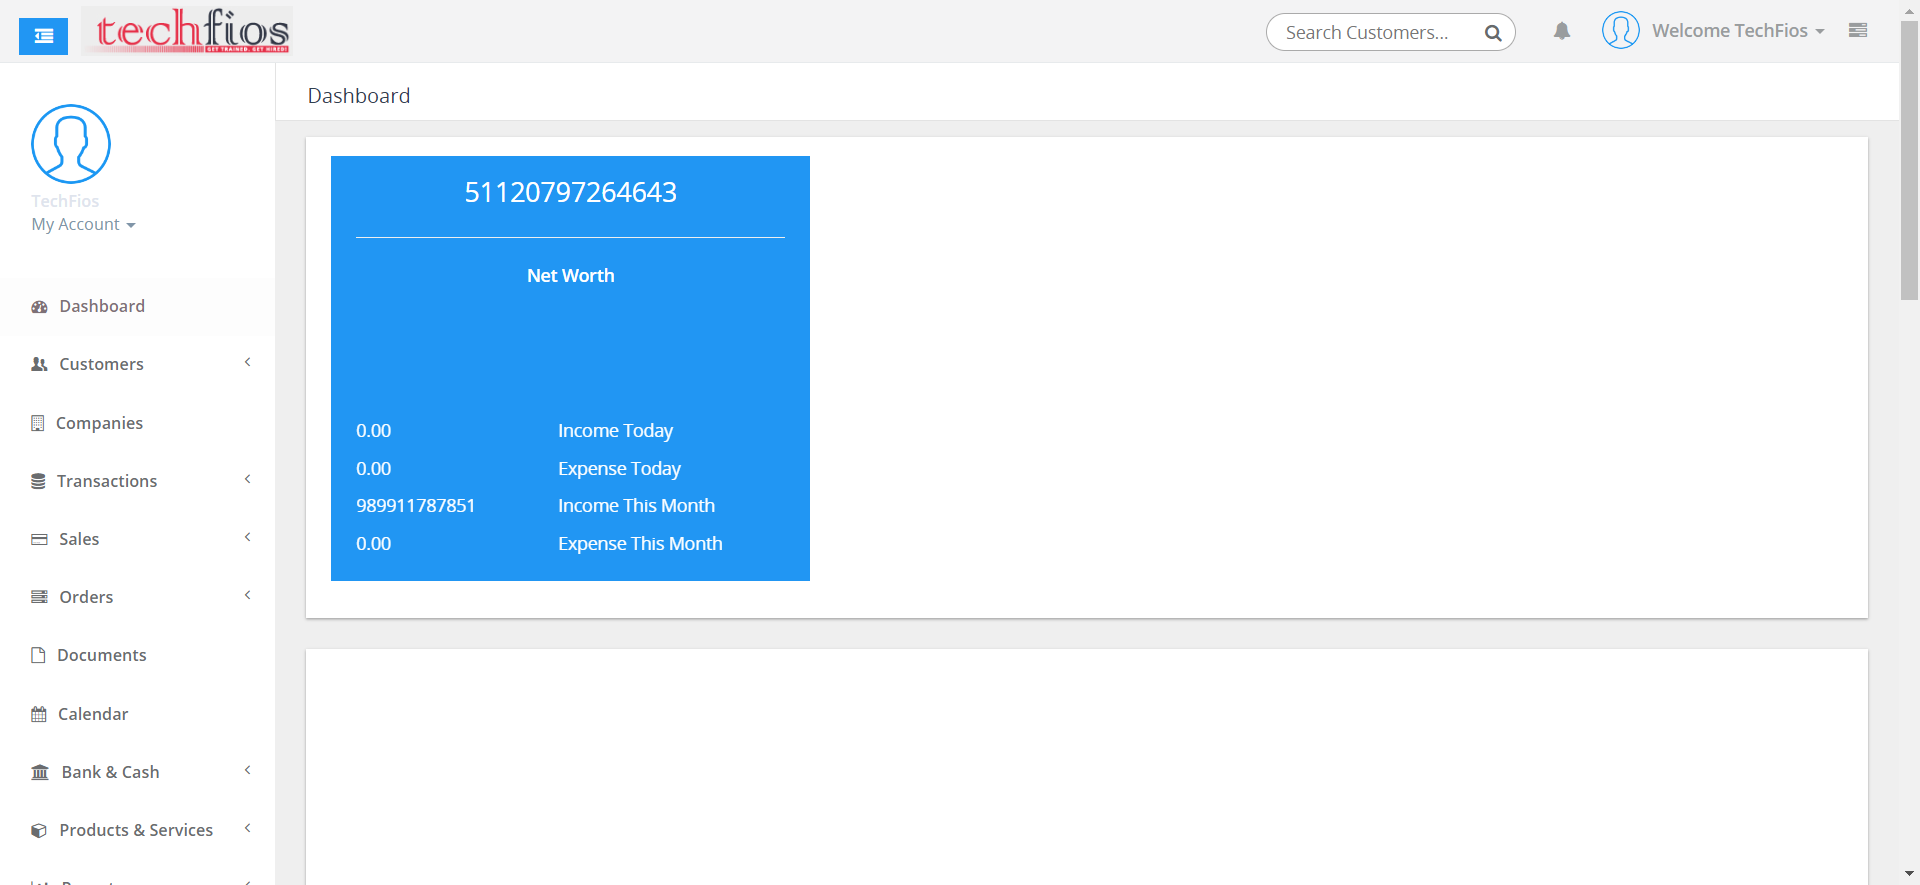 techfios
GET TRAINED. GET HIRED!
Search Customers...
Welcome TechFios
TechFios
My Account
Dashboard
Customers
Companies
Transactions
Sales
Orders
Documents
Calendar
Bank & Cash
Products & Services
Dashboard
51120797264643
Net Worth
0.00 Income Today
0.00 Expense Today
989911787851 Income This Month
0.00 Expense This Month